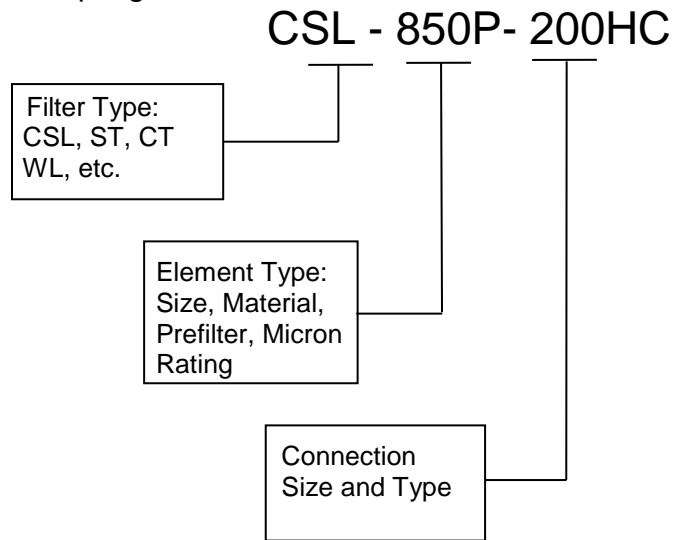 CSL - 850P- 200HC
Filter Type:
CSL, ST, CT
WL, etc.
Element Type:
Size, Material,
Prefilter, Micron
Rating
Connection
Size and Type